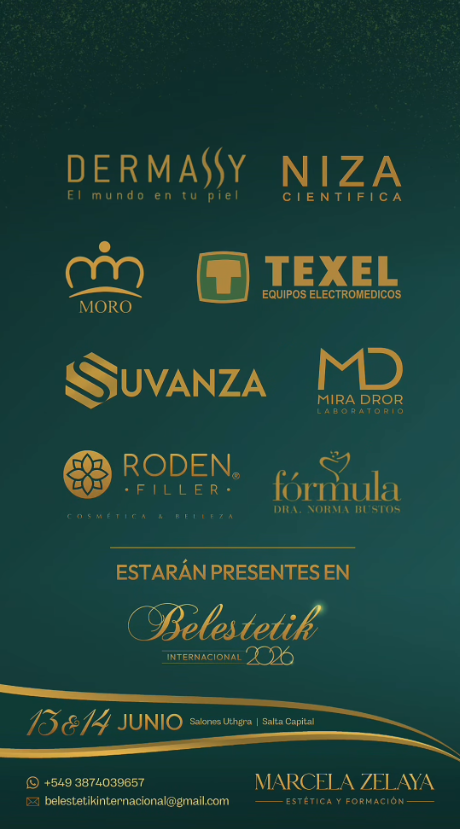 DERMASSY
El mundo en tu piel
NIZA
CIENTIFICA
MORO
TEXEL
EQUIPOS ELECTROMEDICOS
SUVANZA
MD
MIRA DROR
LABORATORIO
RODEN
FILLER
®
COSMÉTICA & BELLEZA
fórmula
DRA. NORMA BUSTOS
ESTARÁN PRESENTES EN
Belestetik
INTERNACIONAL 2026
13 & 14 JUNIO Salones Uthgra | Salta Capital
+549 3874039657
belestetikinternacional@gmail.com
MARCELA ZELAYA
ESTÉTICA Y FORMACIÓN